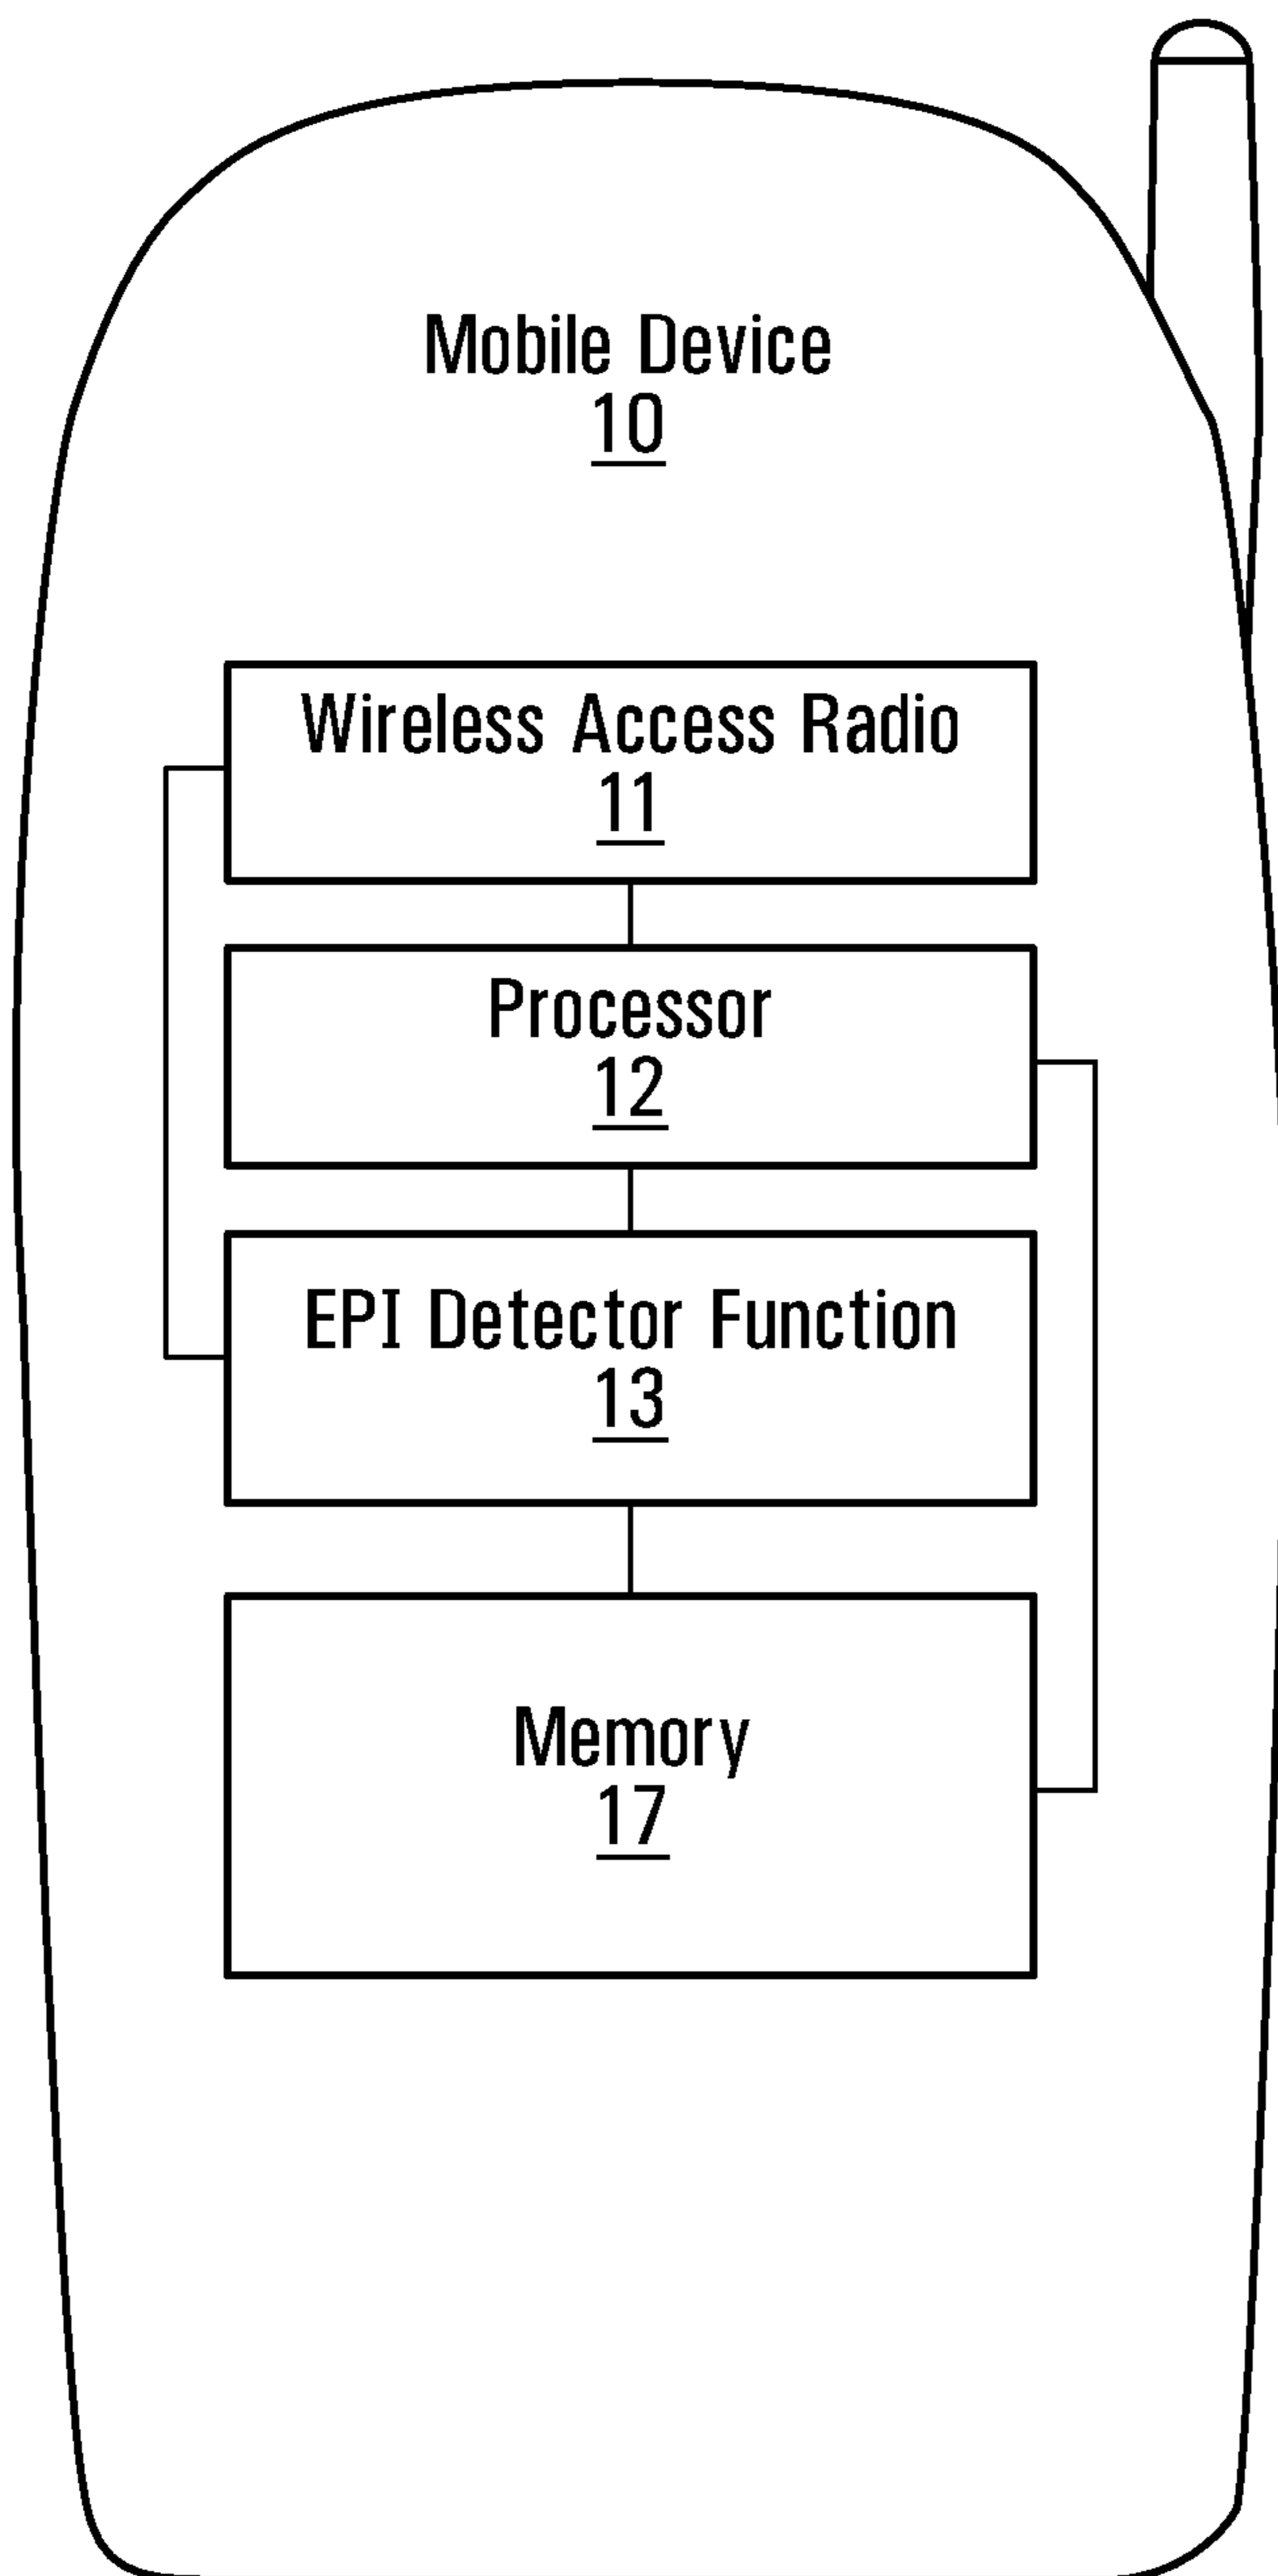 Mobile Device
10
Wireless Access Radio
11
Processor
12
EPI Detector Function
13
Memory
17